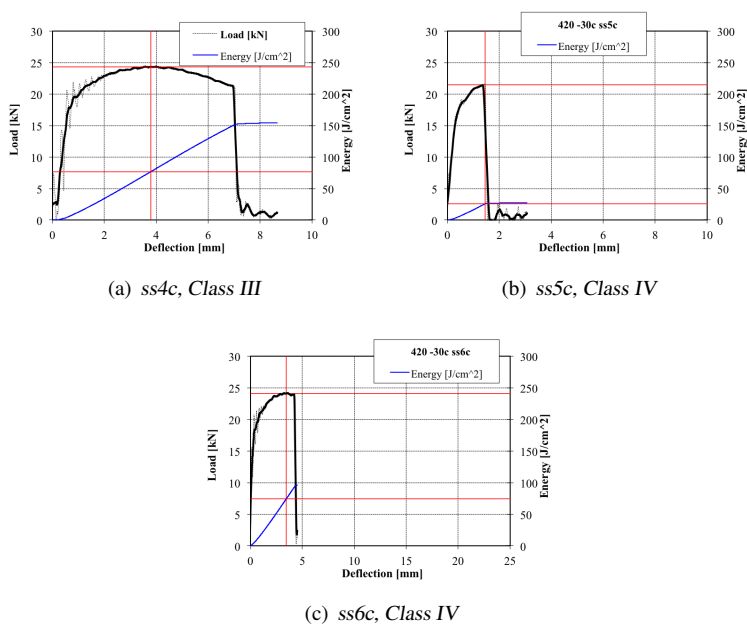 Load [kN]
Energy [J/cm^2]
30
25
20
15
10
5
0
Load [kN]
300
250
200
150
100
50
0
Energy [J/cm^2]
0 2 4 6 8 10
Deflection [mm]
(a) ss4c, Class III
420 -30c ss5c
Energy [J/cm^2]
30
25
20
15
10
5
0
Load [kN]
300
250
200
150
100
50
0
Energy [J/cm^2]
0 2 4 6 8 10
Deflection [mm]
(b) ss5c, Class IV
420 -30c ss6c
Energy [J/cm^2]
30
25
20
15
10
5
0
Load [kN]
300
250
200
150
100
50
0
Energy [J/cm^2]
0 5 10 15 20 25
Deflection [mm]
(c) ss6c, Class IV